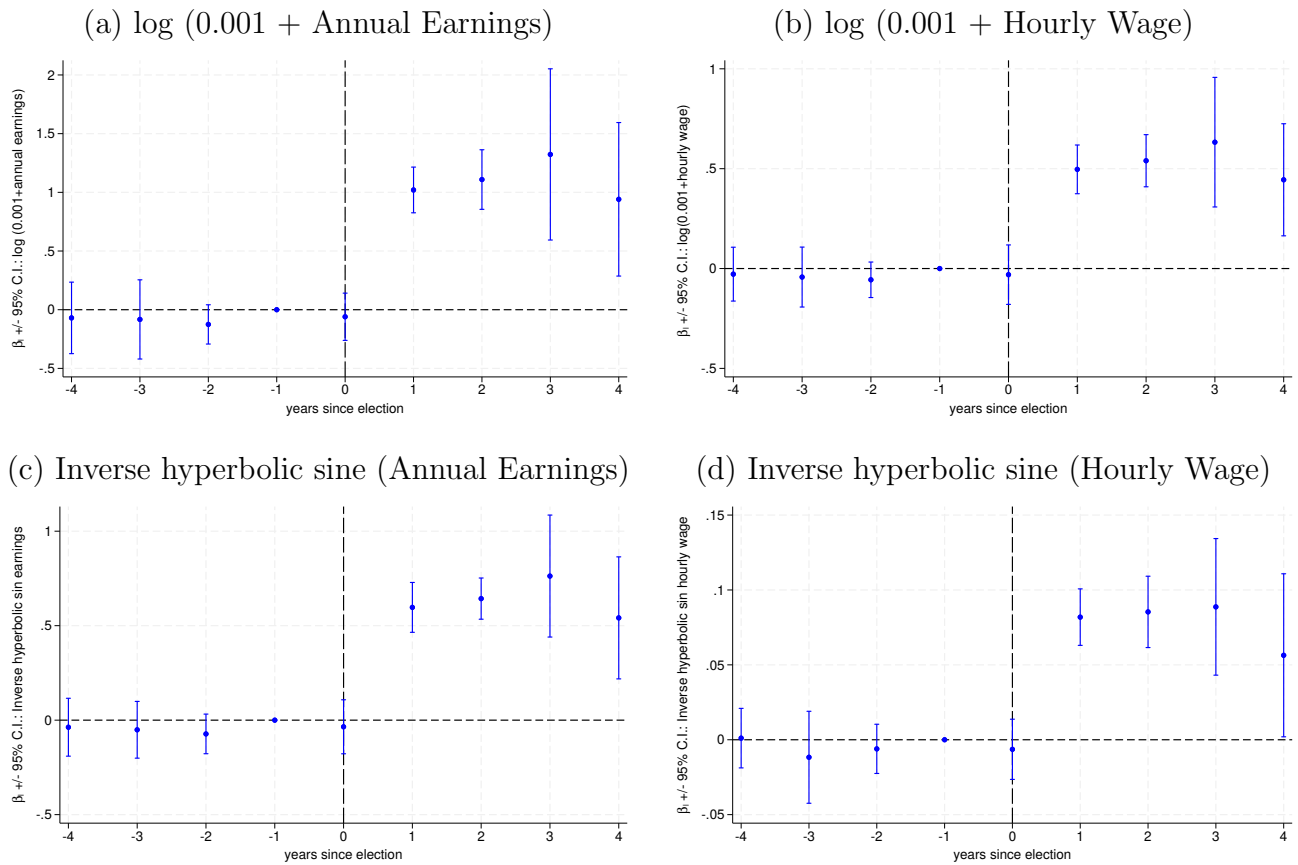 (a) log (0.001 + Annual Earnings)
β_l +/- 95% C.I.: log (0.001+annual earnings)
2
1.5
1
.5
0
-.5
-4 -3 -2 -1 0 1 2 3 4
years since election
(b) log (0.001 + Hourly Wage)
β_l +/- 95% C.I.: log(0.001+hourly wage)
1
.5
0
-.5
-4 -3 -2 -1 0 1 2 3 4
years since election
(c) Inverse hyperbolic sine (Annual Earnings)
β_l +/- 95% C.I.: Inverse hyperbolic sin earnings
1
.5
0
-.5
-4 -3 -2 -1 0 1 2 3 4
years since election
(d) Inverse hyperbolic sine (Hourly Wage)
β_l +/- 95% C.I.: Inverse hyperbolic sin hourly wage
.15
.1
.05
0
-.05
-4 -3 -2 -1 0 1 2 3 4
years since election